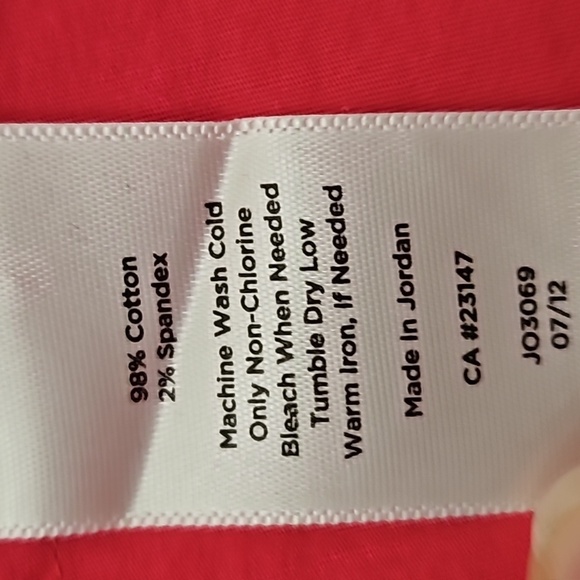 98% Cotton
2% Spandex
Machine Wash Cold
Only Non-Chlorine
Bleach When Needed
Tumble Dry Low
Warm Iron, If Needed
Made In Jordan
CA #23147
JO3069
07/12